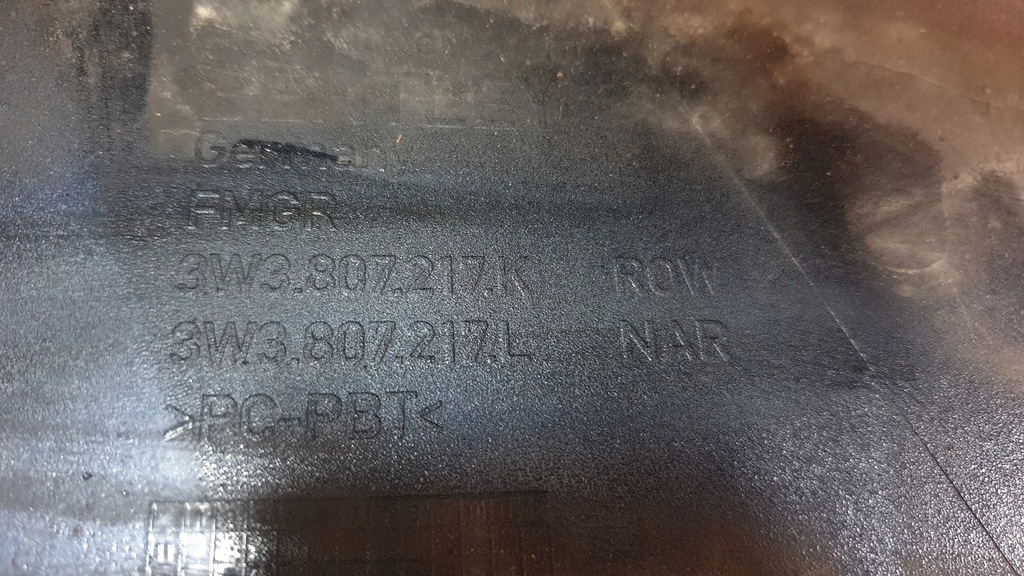 Germany
FMGR
3W3.807.217.K ROW
3W3.807.217.L NAR
>PC-PBT<